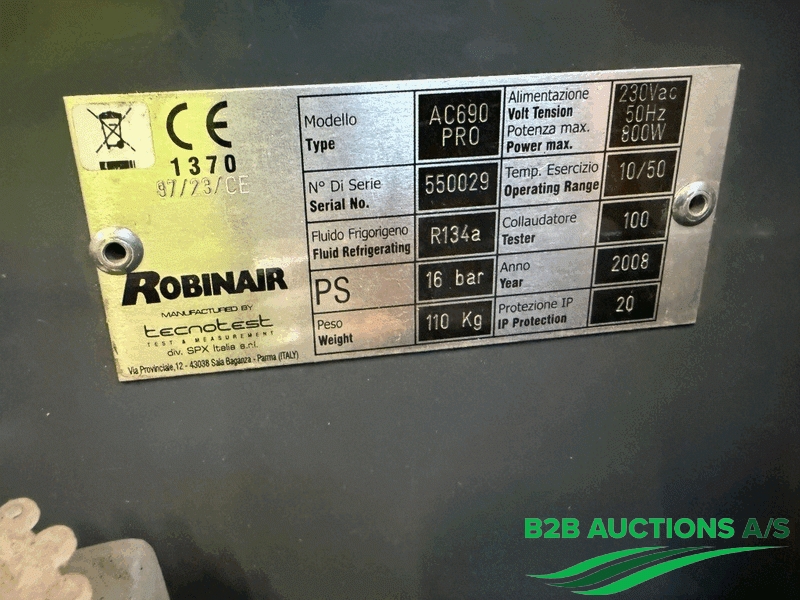 CE
1370
97/23/CE
ROBINAIR
MANUFACTURED BY
tecnotest
TEST & MEASUREMENT
div. SPX Italia s.r.l.
Via Provinciale,12 - 43038 Sala Baganza - Parma (ITALY)
Modello
Type
AC690
PRO
N° Di Serie
Serial No.
550029
Fluido Frigorigeno
Fluid Refrigerating
R134a
PS
16 bar
Peso
Weight
110 Kg
Alimentazione
Volt Tension
Potenza max.
Power max.
230Vac
50Hz
800W
Temp. Esercizio
Operating Range
10/50
Collaudatore
Tester
100
Anno
Year
2008
Protezione IP
IP Protection
20
B2B AUCTIONS A/S